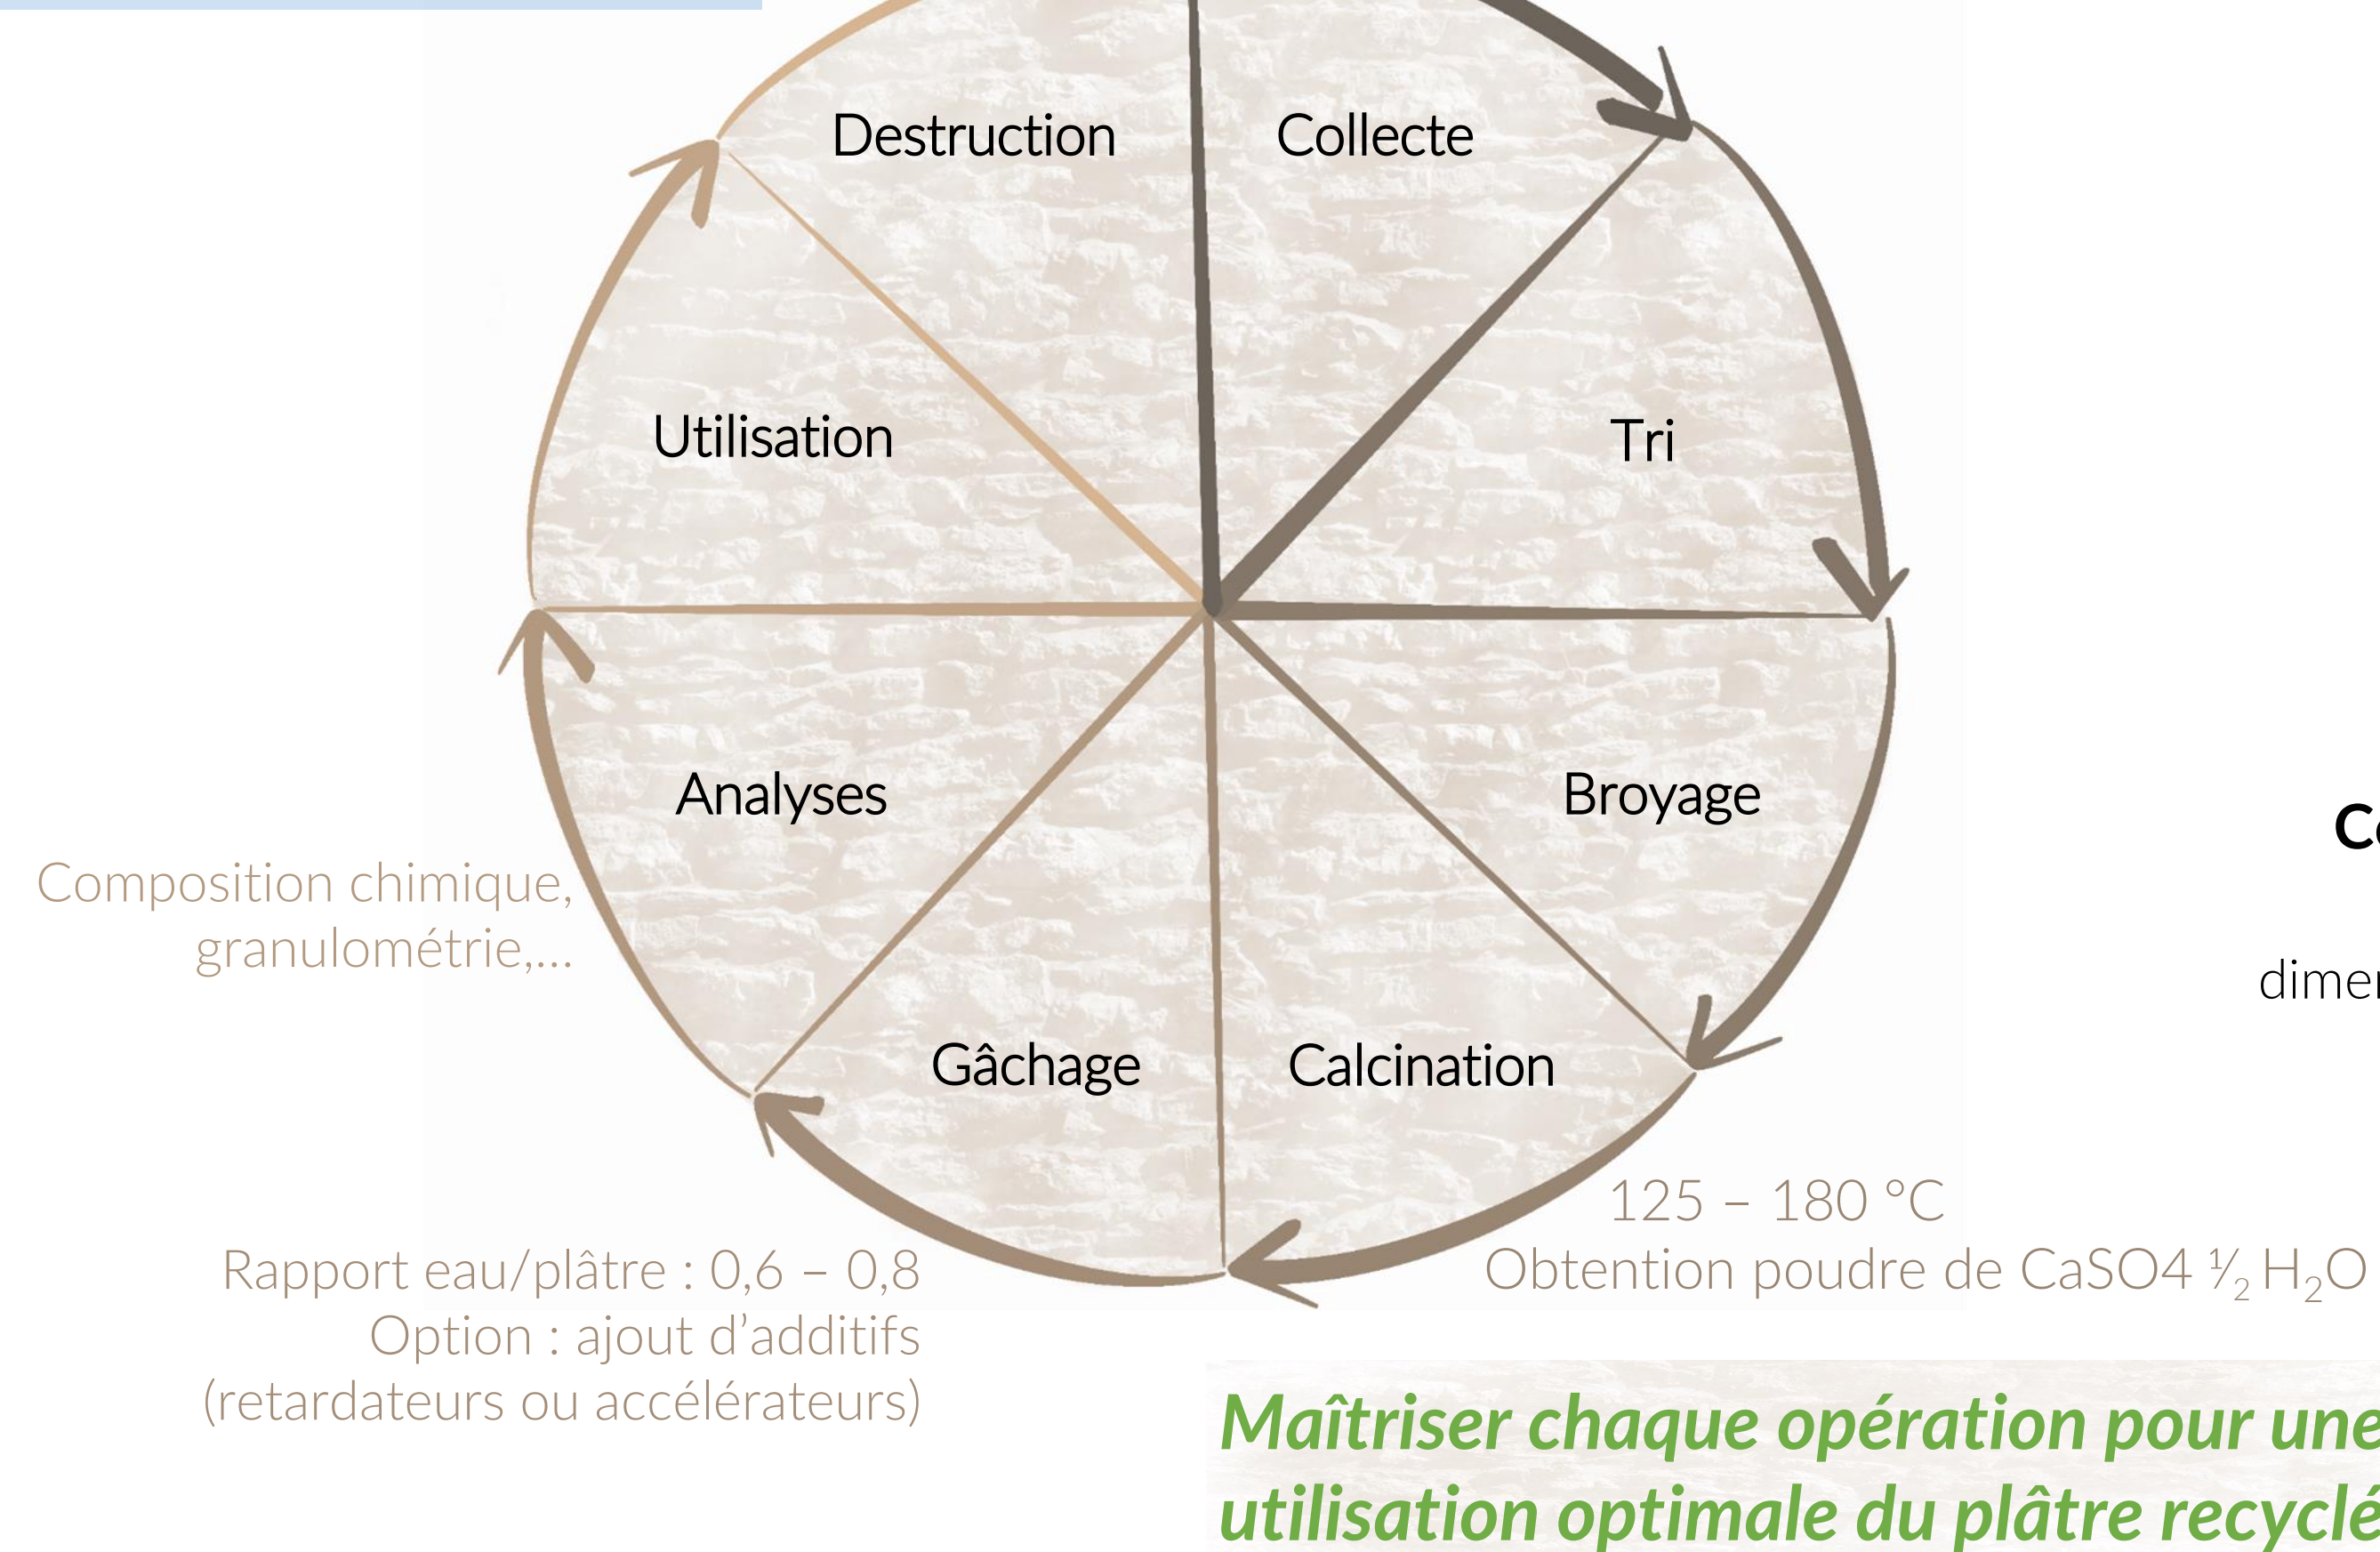 Destruction
Collecte
Utilisation
Tri
Analyses
Broyage
Composition chimique,
granulométrie,...
Gâchage
Calcination
125 – 180 °C
Obtention poudre de CaSO4 ½ H₂O
Rapport eau/plâtre : 0,6 – 0,8
Option : ajout d’additifs
(retardateurs ou accélérateurs)
Maîtriser chaque opération pour une
utilisation optimale du plâtre recyclé